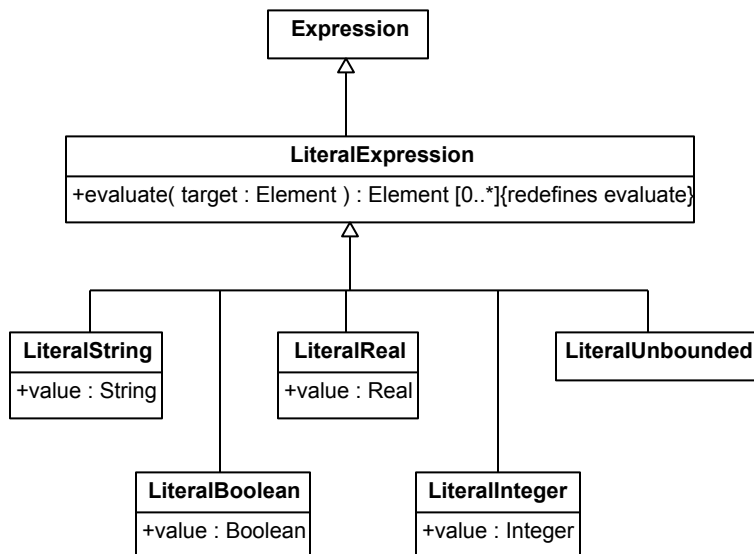 Expression
LiteralExpression
+evaluate( target : Element ) : Element [0..*]{redefines evaluate}
LiteralString
+value : String
LiteralReal
+value : Real
LiteralUnbounded
LiteralBoolean
+value : Boolean
LiteralInteger
+value : Integer